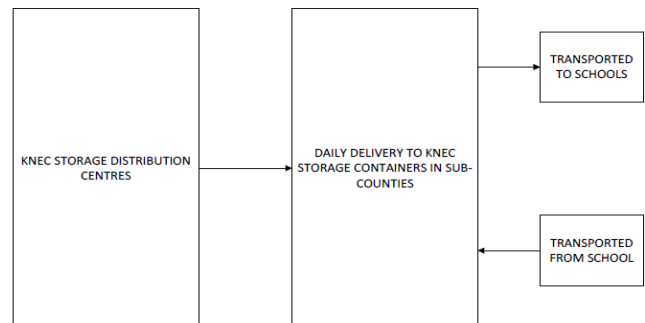 KNEC STORAGE DISTRIBUTION
CENTRES
DAILY DELIVERY TO KNEC
STORAGE CONTAINERS IN SUB-
COUNTIES
TRANSPORTED
TO SCHOOLS
TRANSPORTED
FROM SCHOOL